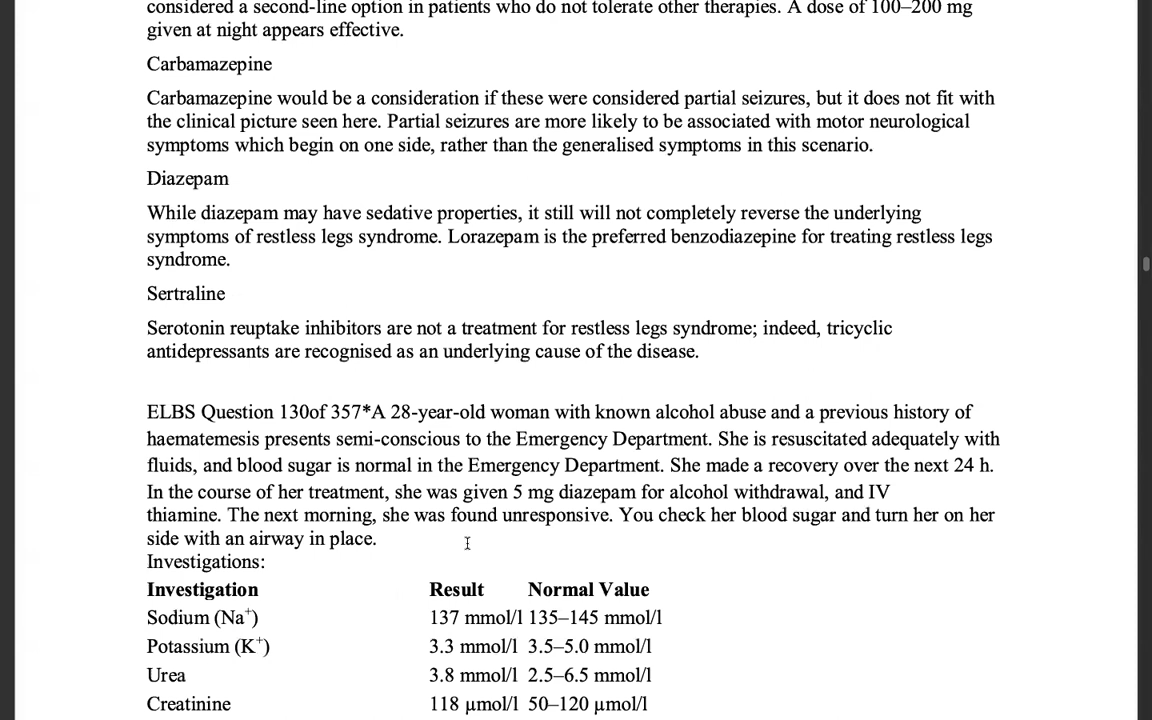 considered a second-line option in patients who do not tolerate other therapies. A dose of 100–200 mg
given at night appears effective.
Carbamazepine
Carbamazepine would be a consideration if these were considered partial seizures, but it does not fit with
the clinical picture seen here. Partial seizures are more likely to be associated with motor neurological
symptoms which begin on one side, rather than the generalised symptoms in this scenario.
Diazepam
While diazepam may have sedative properties, it still will not completely reverse the underlying
symptoms of restless legs syndrome. Lorazepam is the preferred benzodiazepine for treating restless legs
syndrome.
Sertraline
Serotonin reuptake inhibitors are not a treatment for restless legs syndrome; indeed, tricyclic
antidepressants are recognised as an underlying cause of the disease.
ELBS Question 130of 357*A 28-year-old woman with known alcohol abuse and a previous history of
haematemesis presents semi-conscious to the Emergency Department. She is resuscitated adequately with
fluids, and blood sugar is normal in the Emergency Department. She made a recovery over the next 24 h.
In the course of her treatment, she was given 5 mg diazepam for alcohol withdrawal, and IV
thiamine. The next morning, she was found unresponsive. You check her blood sugar and turn her on her
side with an airway in place.
Investigations:
Investigation Result Normal Value
Sodium (Na⁺) 137 mmol/l 135–145 mmol/l
Potassium (K⁺) 3.3 mmol/l 3.5–5.0 mmol/l
Urea 3.8 mmol/l 2.5–6.5 mmol/l
Creatinine 118 µmol/l 50–120 µmol/l